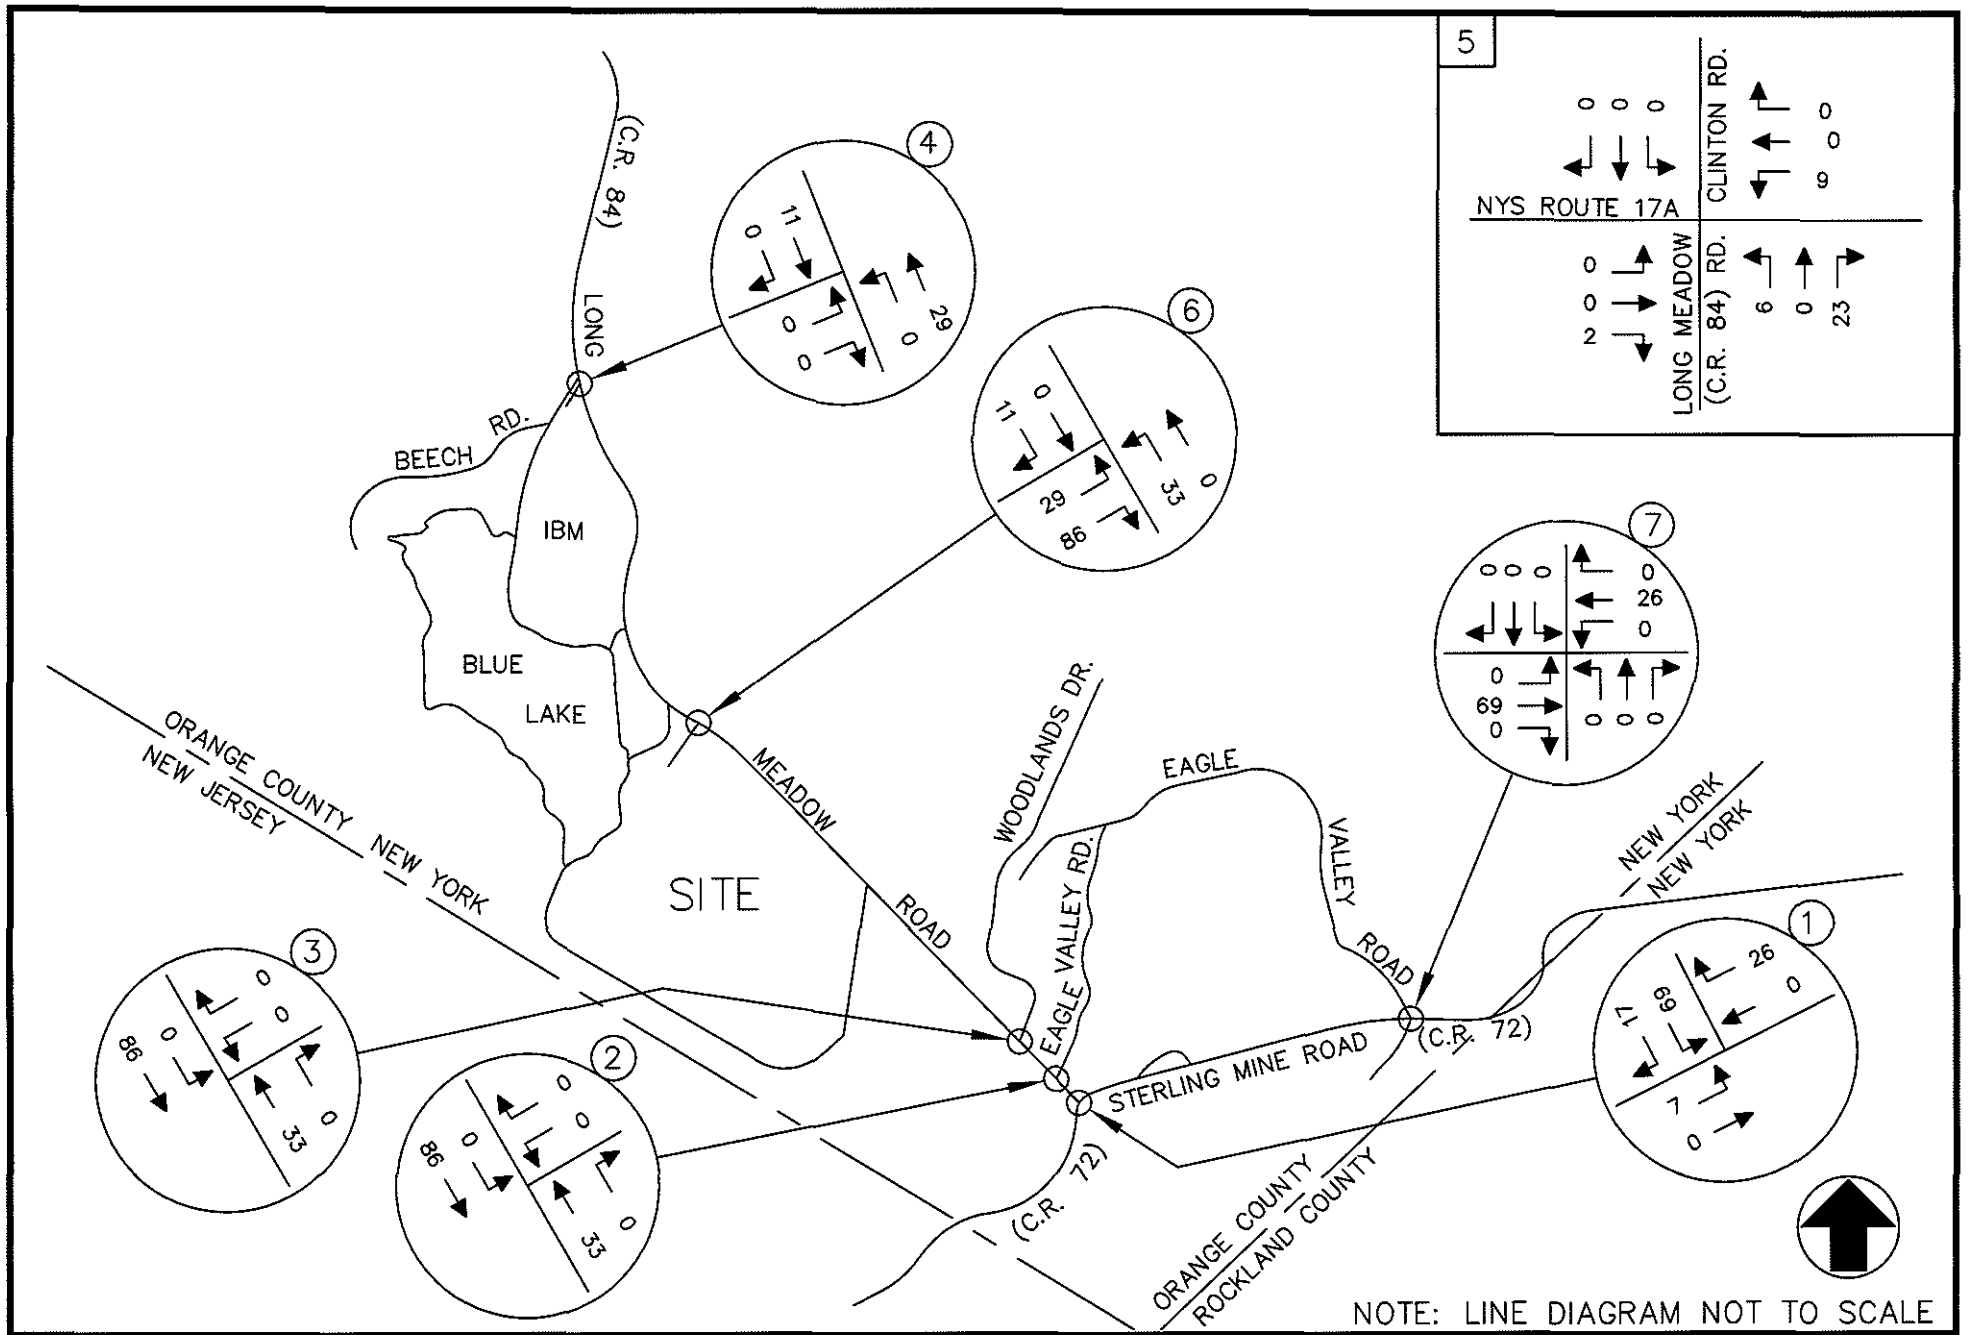 5
0 0 0
CLINTON RD.
0
0
9
NYS ROUTE 17A
0
0
2
LONG MEADOW
(C.R. 84) RD.
6 0 23
(C.R. 84)
LONG
4
11
0
0
0
29
0
6
0
11
29
86
33
0
BEECH RD.
IBM
BLUE
LAKE
7
0 0 0
0
26
0
0
69
0
0 0 0
ORANGE COUNTY NEW YORK
NEW JERSEY
MEADOW
ROAD
WOODLANDS DR.
EAGLE VALLEY RD.
EAGLE
VALLEY
ROAD
NEW YORK
NEW YORK
SITE
3
0
0
0
86
33
0
2
0
0
0
86
33
0
STERLING MINE ROAD
(C.R. 72)
1
26
0
69
17
7
0
(C.R. 72)
ORANGE COUNTY
ROCKLAND COUNTY
NOTE: LINE DIAGRAM NOT TO SCALE